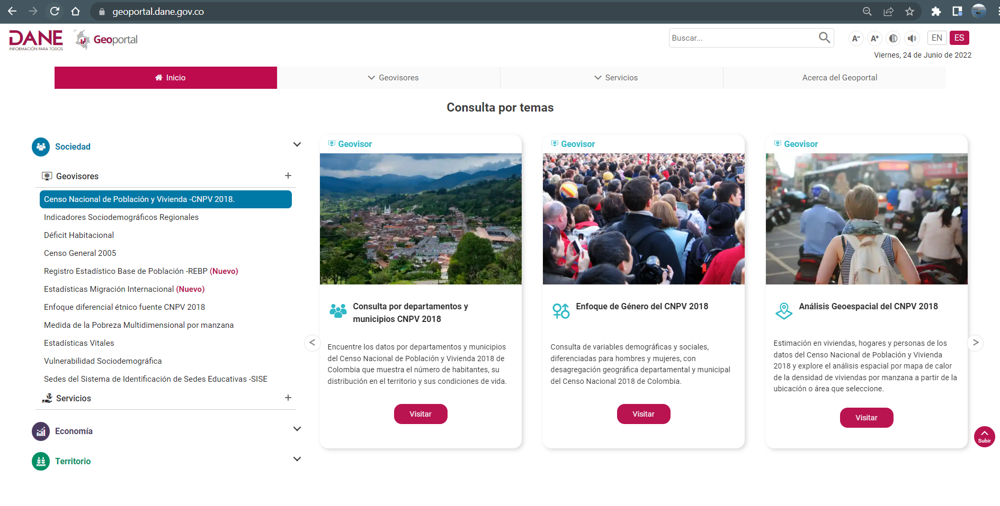 geoportal.dane.gov.co
DANE
INFORMACIÓN PARA TODOS
Geoportal
Buscar...
A-
A+
EN
ES
Viernes, 24 de Junio de 2022
Inicio
Geovisores
Servicios
Acerca del Geoportal
Consulta por temas
Sociedad
Geovisores
Censo Nacional de Población y Vivienda -CNPV 2018.
Indicadores Sociodemográficos Regionales
Déficit Habitacional
Censo General 2005
Registro Estadístico Base de Población -REBP (Nuevo)
Estadísticas Migración Internacional (Nuevo)
Enfoque diferencial étnico fuente CNPV 2018
Medida de la Pobreza Multidimensional por manzana
Estadísticas Vitales
Vulnerabilidad Sociodemográfica
Sedes del Sistema de Identificación de Sedes Educativas -SISE
Servicios
Economía
Territorio
Geovisor
Consulta por departamentos y
municipios CNPV 2018
Encuentre los datos por departamentos y municipios
del Censo Nacional de Población y Vivienda 2018 de
Colombia que muestra el número de habitantes, su
distribución en el territorio y sus condiciones de vida.
Visitar
Geovisor
Enfoque de Género del CNPV 2018
Consulta de variables demográficas y sociales,
diferenciadas para hombres y mujeres, con
desagregación geográfica departamental y municipal
del Censo Nacional 2018 de Colombia.
Visitar
Geovisor
Análisis Geoespacial del CNPV 2018
Estimación en viviendas, hogares y personas de los
datos del Censo Nacional de Población y Vivienda
2018 y explore el análisis espacial por mapa de calor
de la densidad de viviendas por manzana a partir de la
ubicación o área que seleccione.
Visitar
Subir